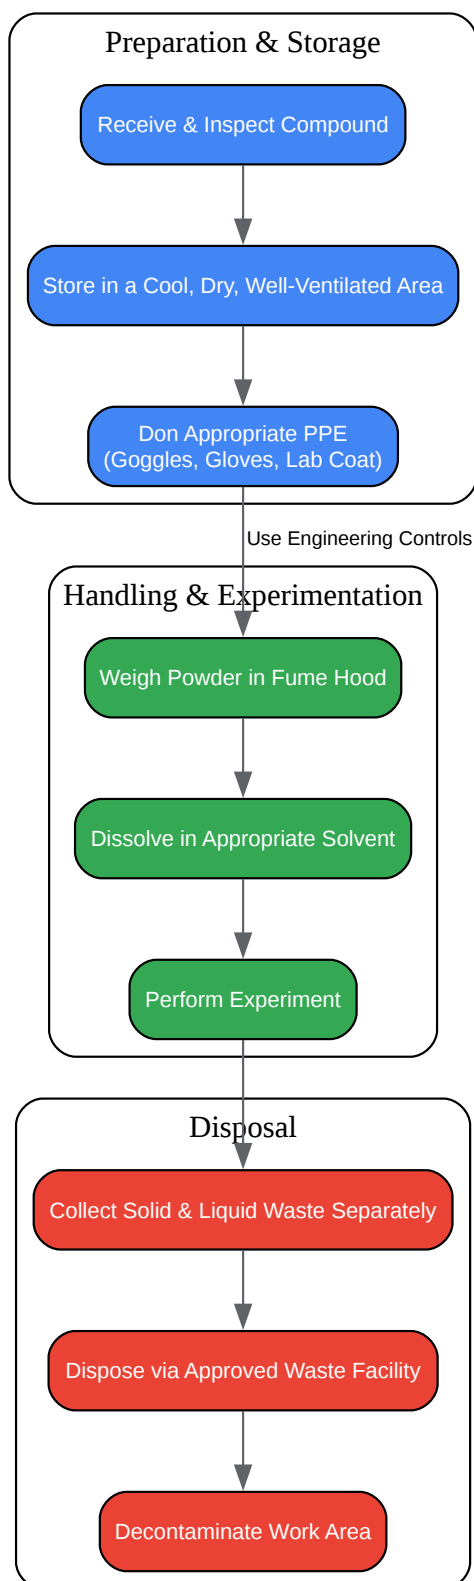 Preparation & Storage
Receive & Inspect Compound
Store in a Cool, Dry, Well-Ventilated Area
Don Appropriate PPE
(Goggles, Gloves, Lab Coat)
Use Engineering Controls
Handling & Experimentation
Weigh Powder in Fume Hood
Dissolve in Appropriate Solvent
Perform Experiment
Disposal
Collect Solid & Liquid Waste Separately
Dispose via Approved Waste Facility
Decontaminate Work Area